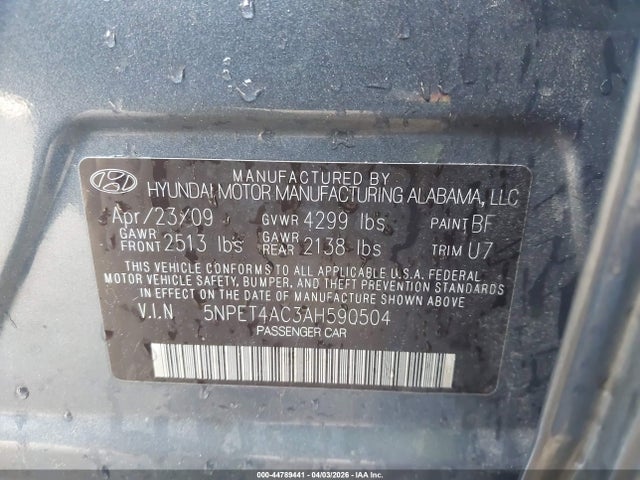 MANUFACTURED BY
HYUNDAI MOTOR MANUFACTURING ALABAMA, LLC
Apr/23/09 GVWR 4299 lbs PAINT BF
GAWR FRONT 2513 lbs GAWR REAR 2138 lbs TRIM U7
THIS VEHICLE CONFORMS TO ALL APPLICABLE U.S.A. FEDERAL
MOTOR VEHICLE SAFETY, BUMPER, AND THEFT PREVENTION STANDARDS
IN EFFECT ON THE DATE OF MANUFACTURE SHOWN ABOVE
V.I.N 5NPET4AC3AH590504
PASSENGER CAR
000-44789441 - 04/03/2026 - IAA Inc.